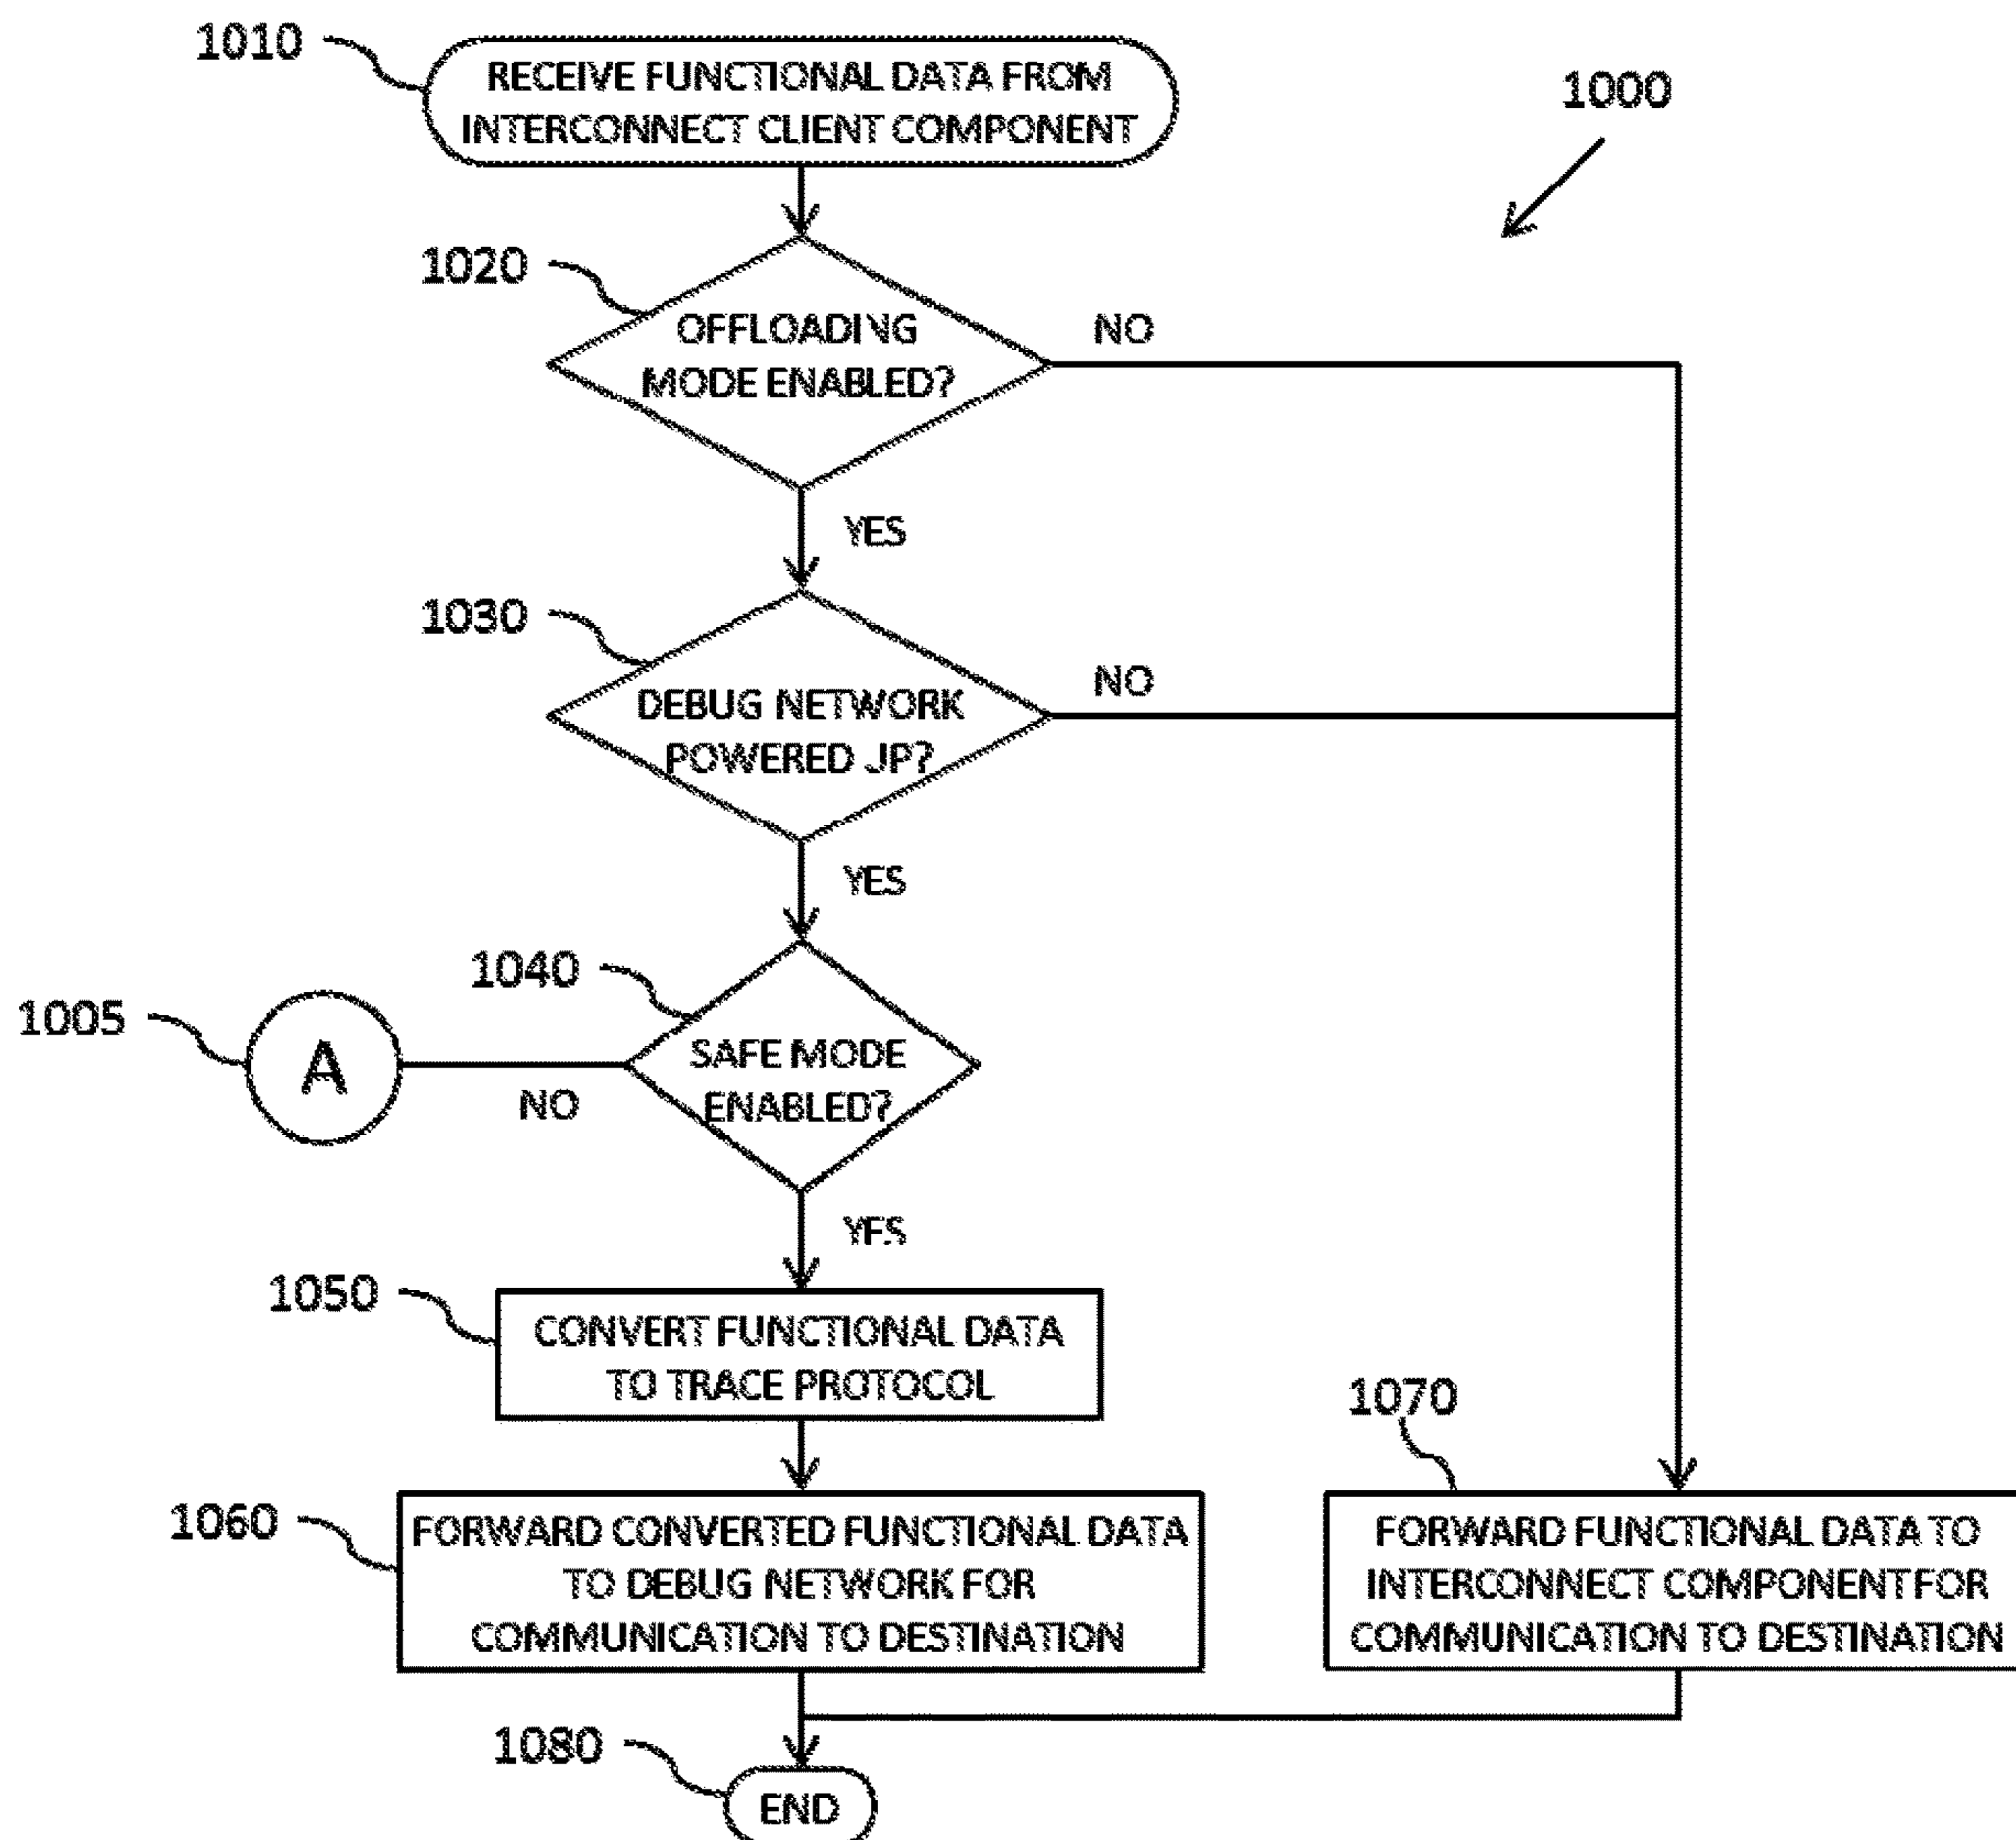 1010
RECEIVE FUNCTIONAL DATA FROM
INTERCONNECT CLIENT COMPONENT
1000
1020
OFFLOADING
MODE ENABLED?
NO
YES
1030
DEBUG NETWORK
POWERED UP?
NO
YES
1040
1005
A
SAFE MODE
ENABLED?
NO
YES
1050
CONVERT FUNCTIONAL DATA
TO TRACE PROTOCOL
1070
1060
FORWARD CONVERTED FUNCTIONAL DATA
TO DEBUG NETWORK FOR
COMMUNICATION TO DESTINATION
FORWARD FUNCTIONAL DATA TO
INTERCONNECT COMPONENT FOR
COMMUNICATION TO DESTINATION
1080
END